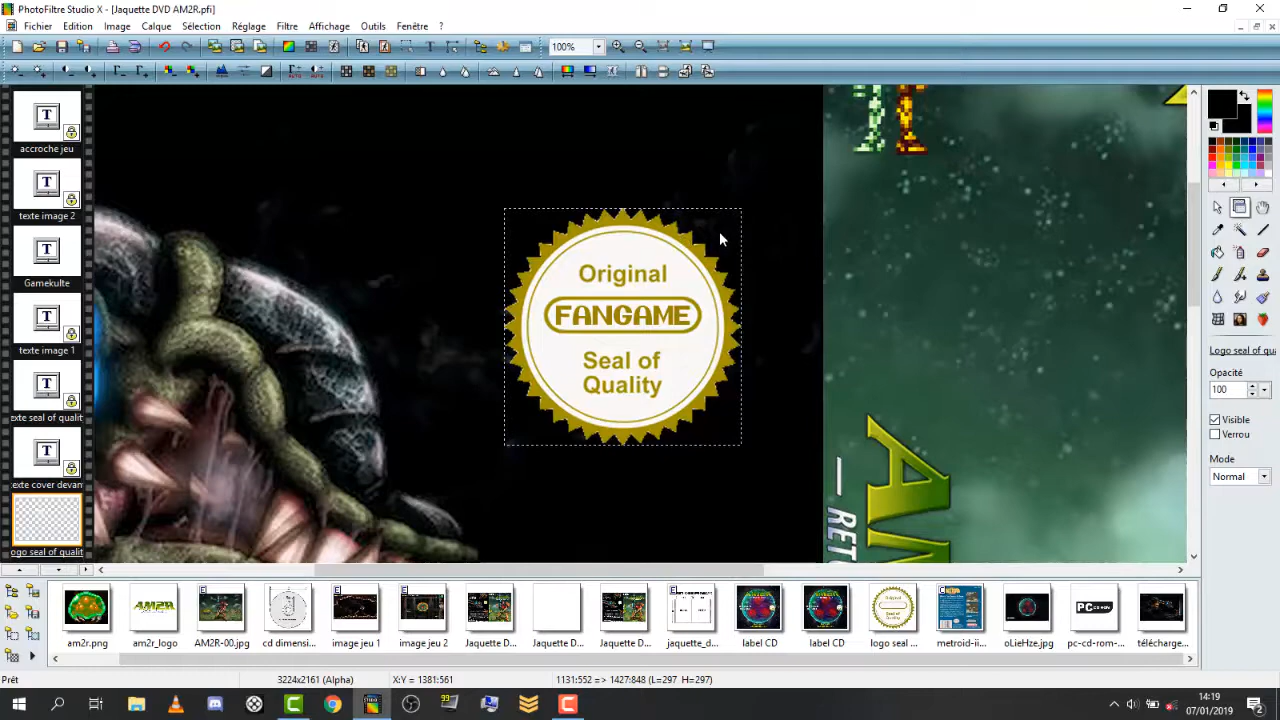 PhotoFiltre Studio X - [Jaquette DVD AM2R.pfi]
Fichier Edition Image Calque Sélection Réglage Filtre Affichage Outils Fenêtre ?
100%
accroche jeu
texte image 2
Gamekulte
texte image 1
texte seal of qualit
texte cover devan
ogo seal of qualit
Original
FANGAME
Seal of
Quality
RET
AM
Logo seal of qu
Opacité
100
Visible
Verrou
Mode
Normal
am2r.png am2r_logo AM2R-00.jpg cd dimensi... image jeu 1 image jeu 2 Jaquette D... Jaquette D... Jaquette D... jaquette_d... label CD label CD logo seal ... metroid-ii... oLieHze.jpg pc-cd-rom-... télécharge...
Prêt 3224x2161 (Alpha) X:Y = 1381:561 1131:552 => 1427:848 (L=297 H=297)
14:19
07/01/2019